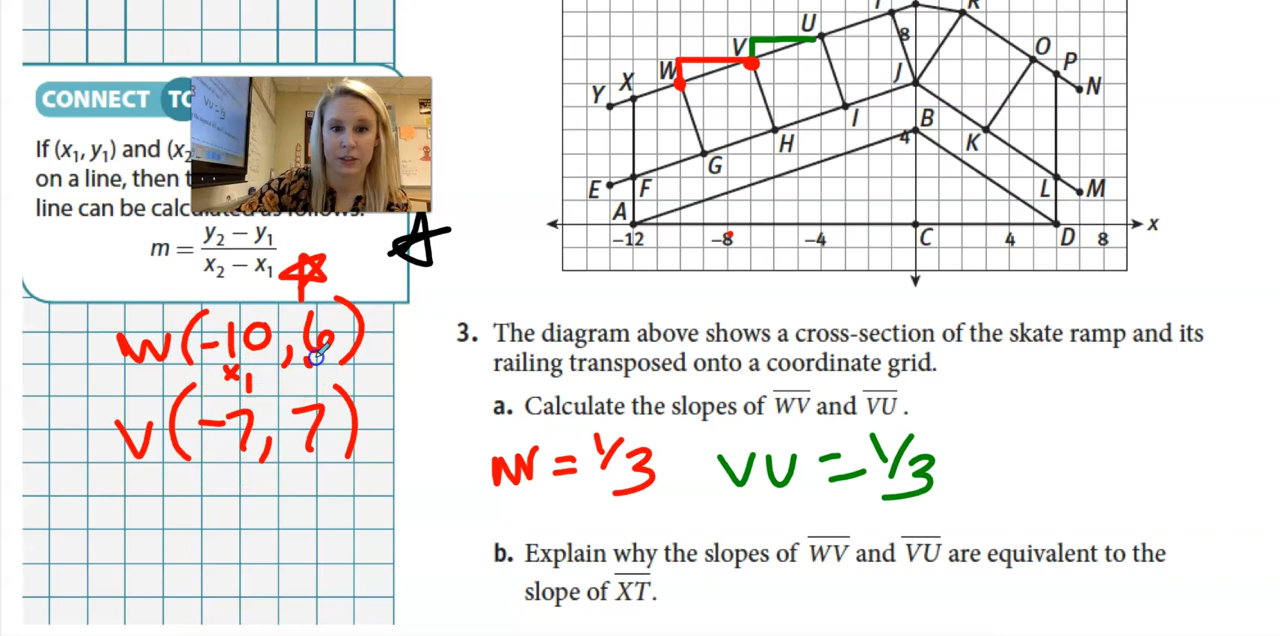 CONNECT TO
If (x₁, y₁) and (x₂
on a line, then t
line can be calculated as follows:
m = y₂ − y₁ / x₂ − x₁
W(-10, 6)
x₁
V(-7, 7)
R
U
8
O
V
P
W
J
X
N
Y
I
B
4
H
K
G
E
F
L
M
A
−12
−8
−4
C
4
D
8
x
3. The diagram above shows a cross-section of the skate ramp and its
railing transposed onto a coordinate grid.
a. Calculate the slopes of WV and VU.
WV = 1/3 VU = 1/3
b. Explain why the slopes of WV and VU are equivalent to the
slope of XT.